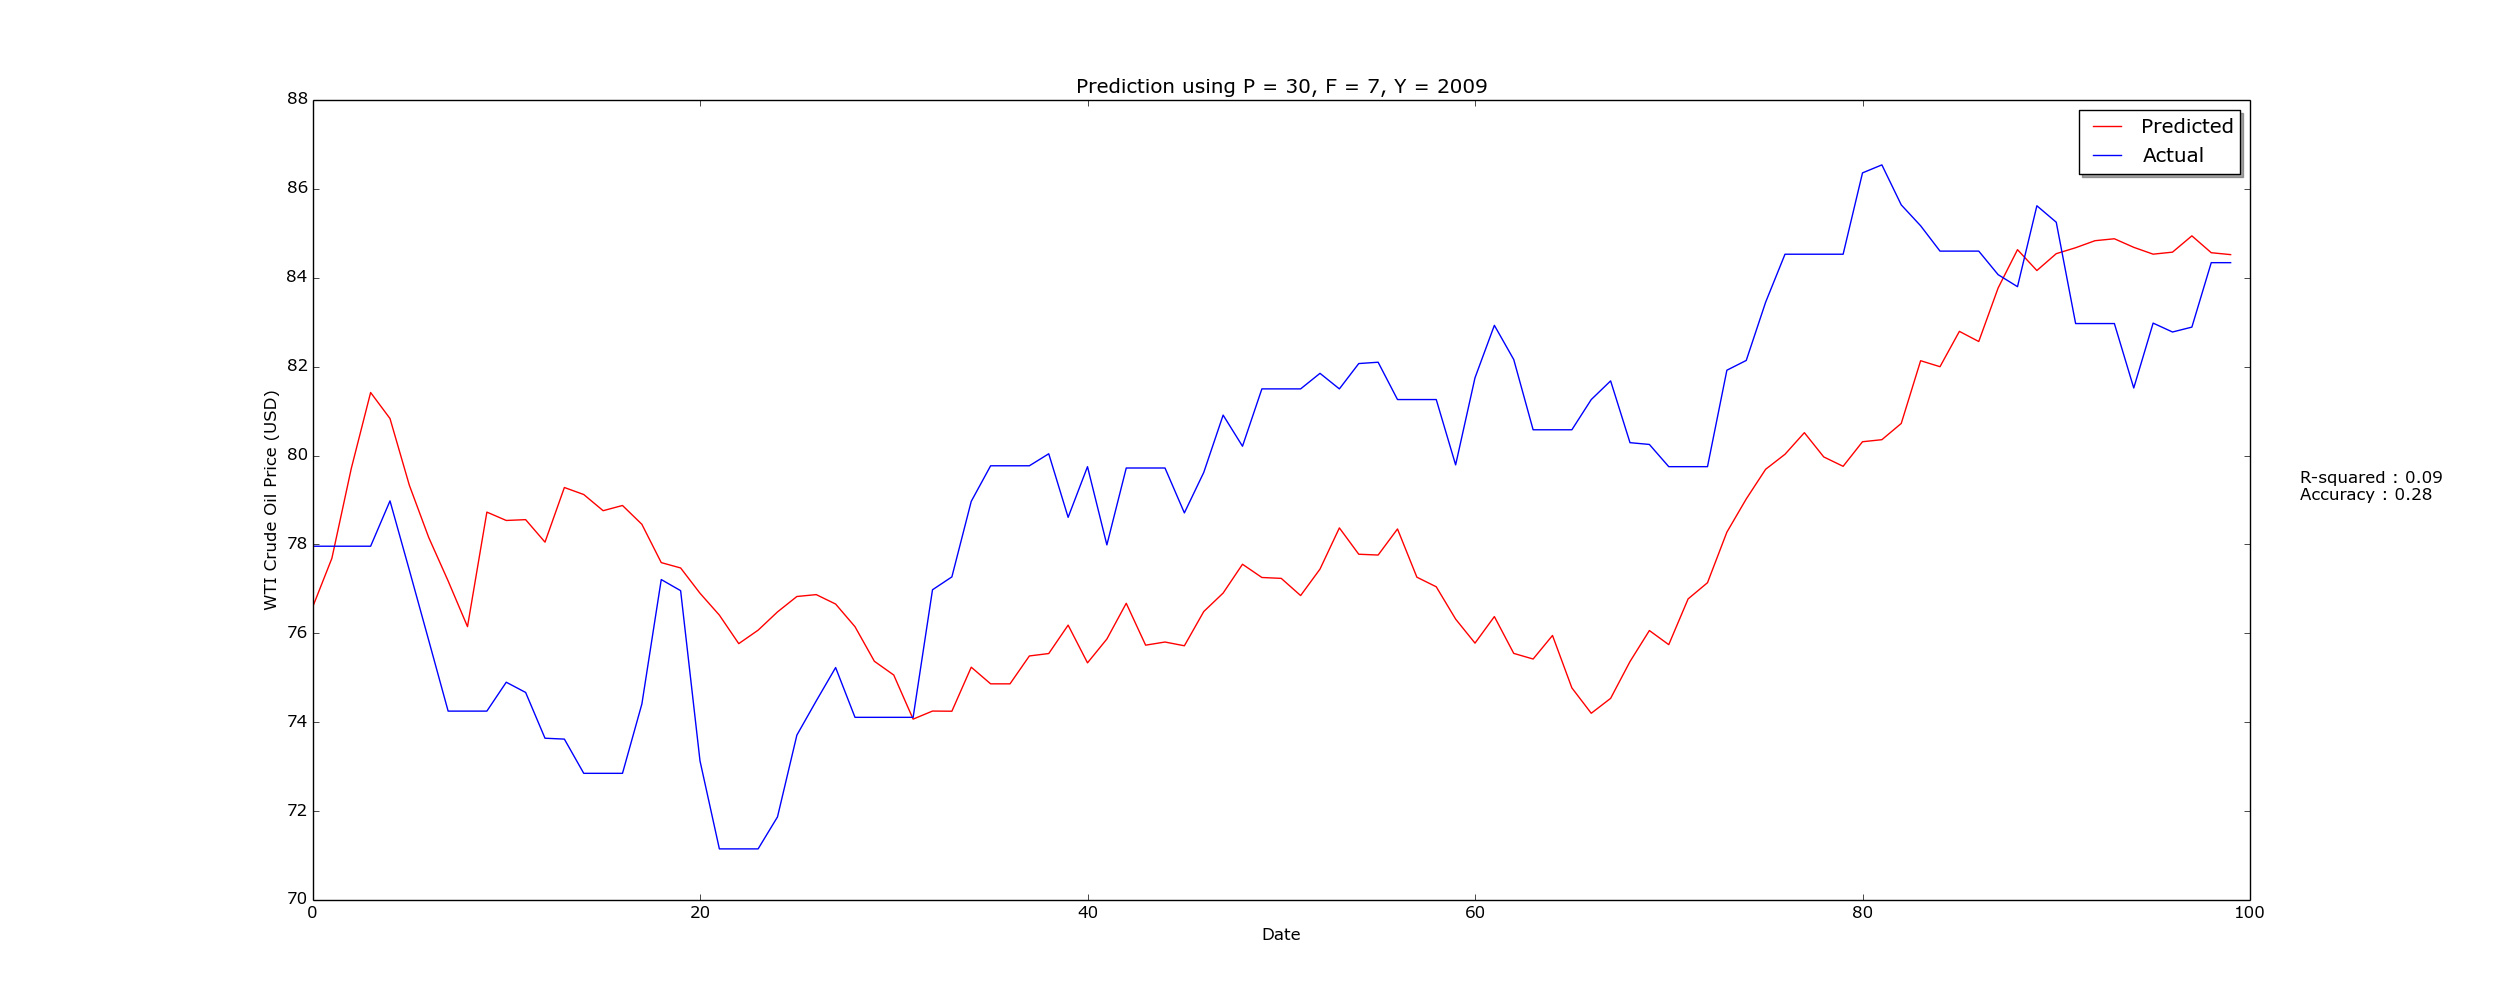 Prediction using P = 30, F = 7, Y = 2009
Predicted
Actual
88
86
84
82
80
78
76
74
72
70
WTI Crude Oil Price (USD)
0 20 40 60 80 100
Date
R-squared : 0.09
Accuracy : 0.28